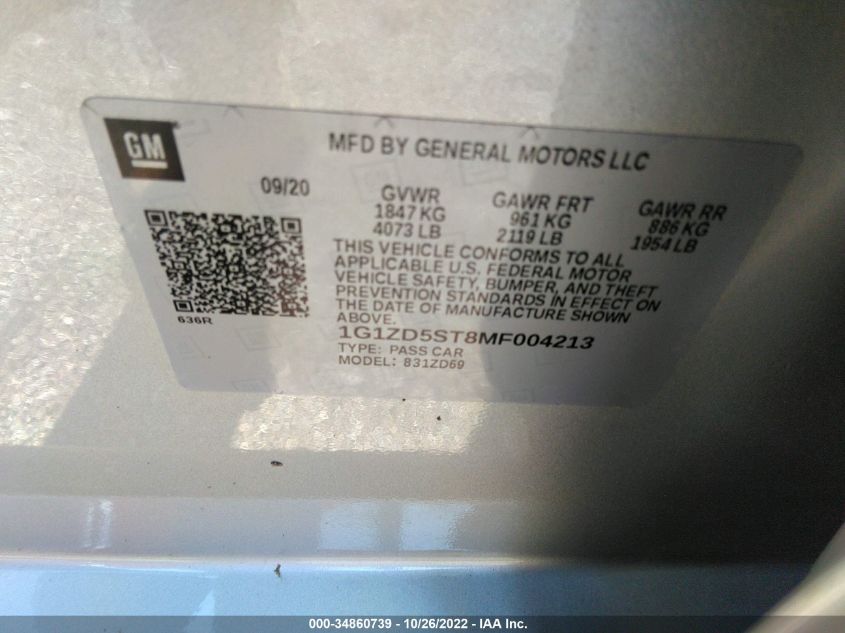 GM
MFD BY GENERAL MOTORS LLC
09/20
GVWR
1847 KG
4073 LB
GAWR FRT
961 KG
2119 LB
GAWR RR
886 KG
1954 LB
THIS VEHICLE CONFORMS TO ALL
APPLICABLE U.S. FEDERAL MOTOR
VEHICLE SAFETY, BUMPER, AND THEFT
PREVENTION STANDARDS IN EFFECT ON
THE DATE OF MANUFACTURE SHOWN
ABOVE.
636R
1G1ZD5ST8MF004213
TYPE: PASS CAR
MODEL: 831ZD69
000-34860739 - 10/26/2022 - IAA Inc.